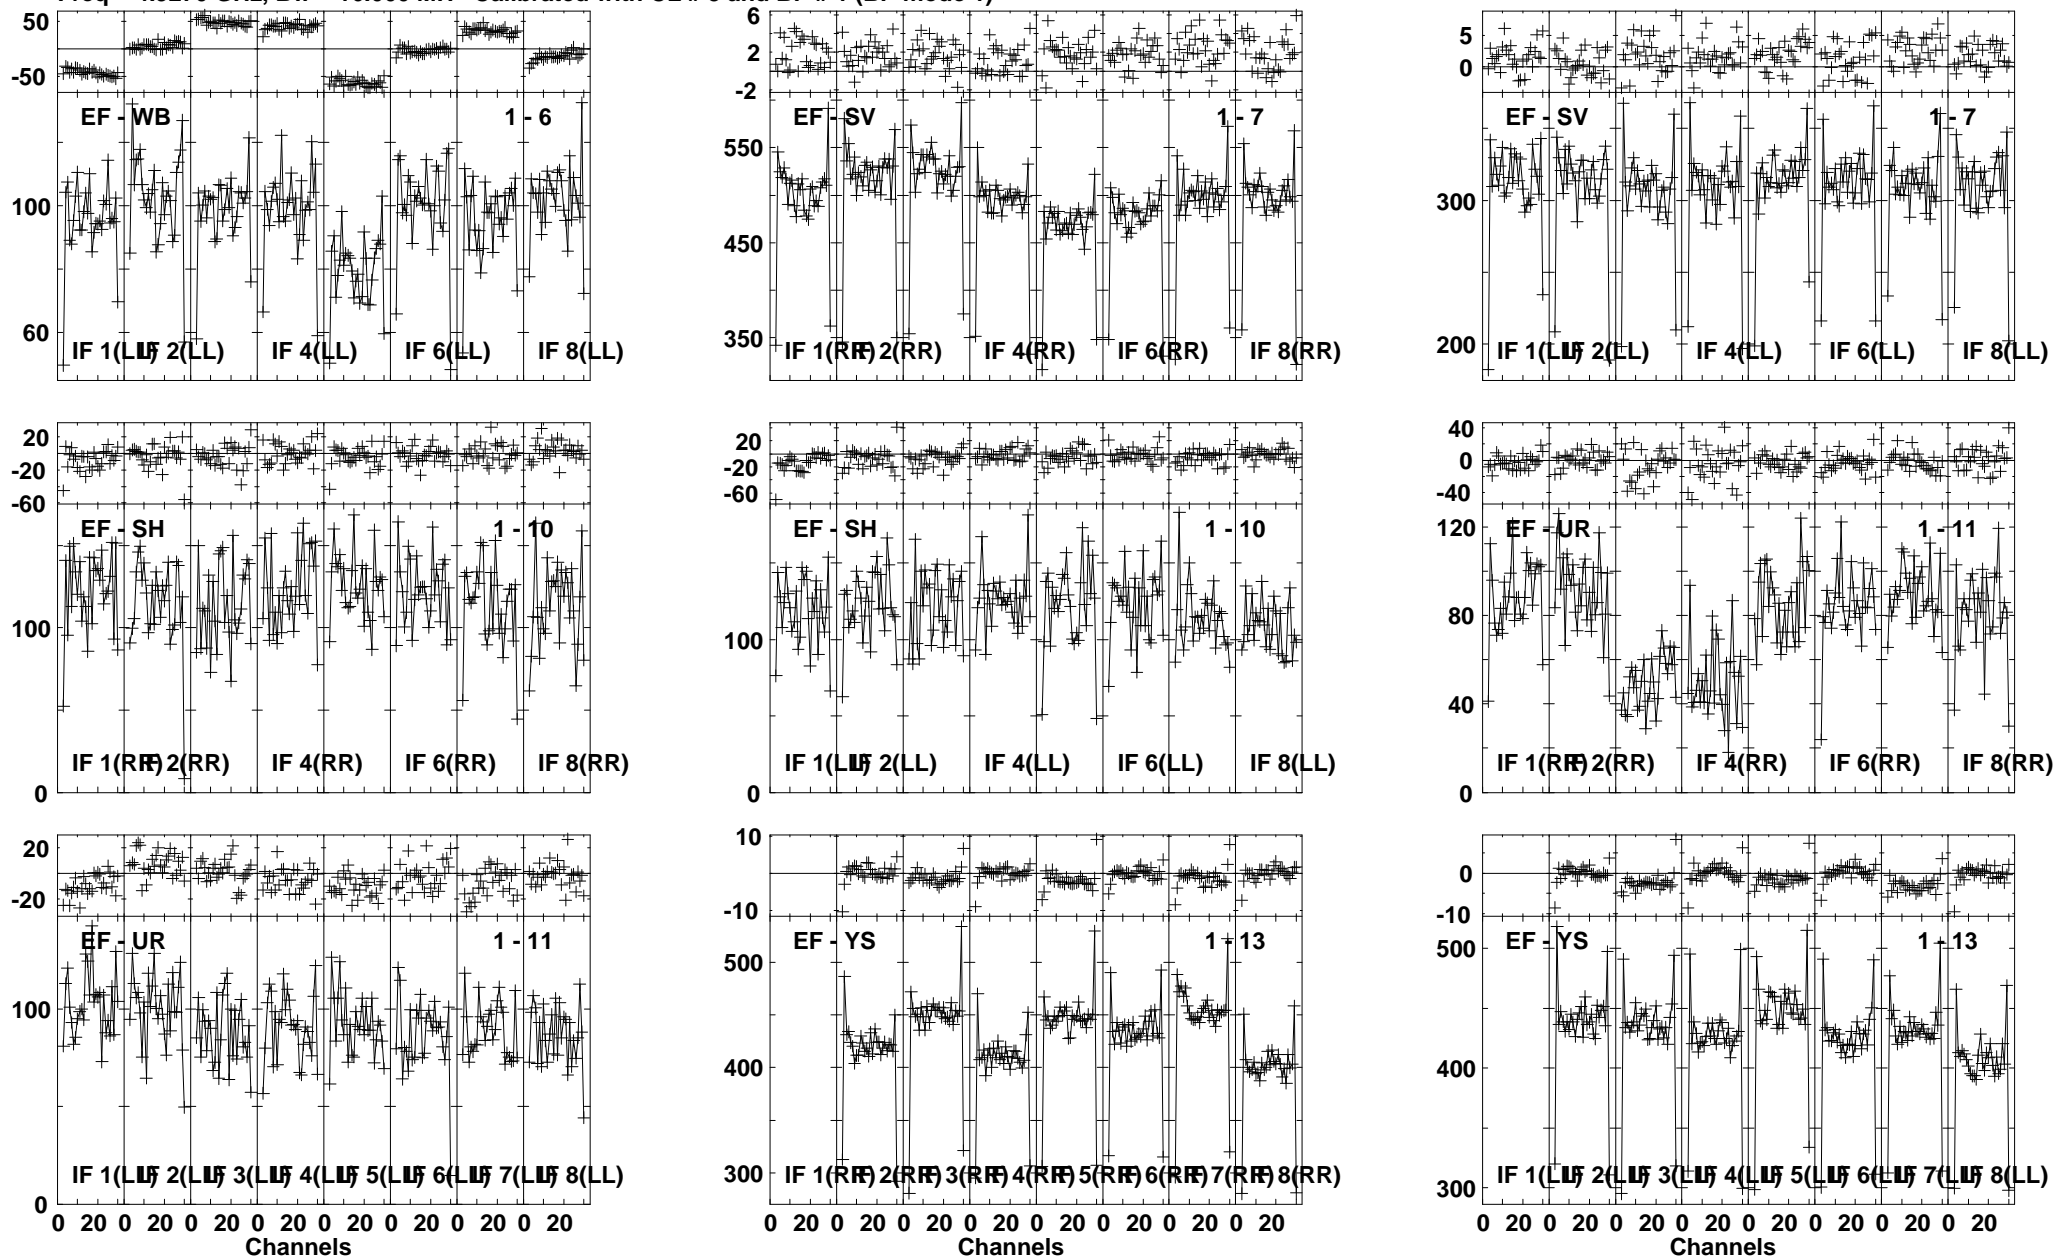 50
-50
EF - WB 1 - 6
100
60
IF 1(LL) IF 2(LL) IF 4(LL) IF 6(LL) IF 8(LL)
6
2
-2
EF - SV 1 - 7
550
450
350
IF 1(RR) IF 2(RR) IF 4(RR) IF 6(RR) IF 8(RR)
5
0
EF - SV 1 - 7
300
200
IF 1(LL) IF 2(LL) IF 4(LL) IF 6(LL) IF 8(LL)
20
-20
-60
EF - SH 1 - 10
100
0
IF 1(RR) IF 2(RR) IF 4(RR) IF 6(RR) IF 8(RR)
20
-20
-60
EF - SH 1 - 10
100
0
IF 1(LL) IF 2(LL) IF 4(LL) IF 6(LL) IF 8(LL)
40
0
-40
EF - UR 1 - 11
120
80
40
0
IF 1(RR) IF 2(RR) IF 4(RR) IF 6(RR) IF 8(RR)
20
-20
EF - UR 1 - 11
100
0
IF 1(LL) IF 2(LL) IF 3(LL) IF 4(LL) IF 5(LL) IF 6(LL) IF 7(LL) IF 8(LL)
0 20 0 20 0 20 0 20 0 20 0 20 0 20 0 20
Channels
10
-10
EF - YS 1 - 13
500
400
300
IF 1(RR) IF 2(RR) IF 3(RR) IF 4(RR) IF 5(RR) IF 6(RR) IF 7(RR) IF 8(RR)
0 20 0 20 0 20 0 20 0 20 0 20 0 20 0 20
Channels
0
-10
EF - YS 1 - 13
500
400
300
IF 1(LL) IF 2(LL) IF 3(LL) IF 4(LL) IF 5(LL) IF 6(LL) IF 7(LL) IF 8(LL)
0 20 0 20 0 20 0 20 0 20 0 20 0 20 0 20
Channels